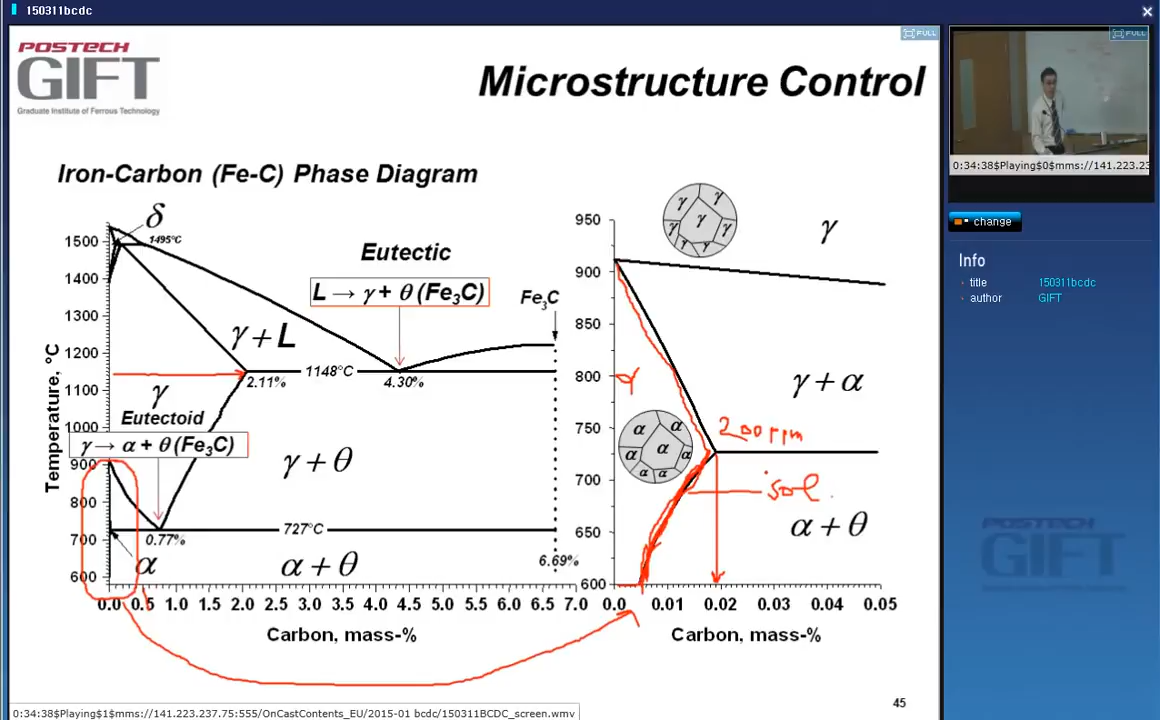 150311bcdc
POSTECH
GIFT
Graduate Institute of Ferrous Technology
FULL
FULL
Microstructure Control
0:34:38$Playing$0$mms://141.223.23
change
Info
title 150311bcdc
author GIFT
Iron-Carbon (Fe-C) Phase Diagram
δ
1495°C
Eutectic
L → γ + θ (Fe3C)
Fe3C
γ + L
1148°C
2.11%
4.30%
γ
Eutectoid
γ → α + θ (Fe3C)
γ + θ
727°C
0.77%
6.69%
α
α + θ
Temperature, °C
1500
1400
1300
1200
1100
1000
900
800
700
600
0.0 0.5 1.0 1.5 2.0 2.5 3.0 3.5 4.0 4.5 5.0 5.5 6.0 6.5 7.0
Carbon, mass-%
950
900
850
800
750
700
650
600
γ γ γ γ γ γ γ
γ
γ + α
α
200 ppm
α α α α α α α
isol.
α + θ
0.0 0.01 0.02 0.03 0.04 0.05
Carbon, mass-%
POSTECH
GIFT
45
0:34:38$Playing$1$mms://141.223.237.75:555/OnCastContents_EU/2015-01 bcdc/150311BCDC_screen.wmv